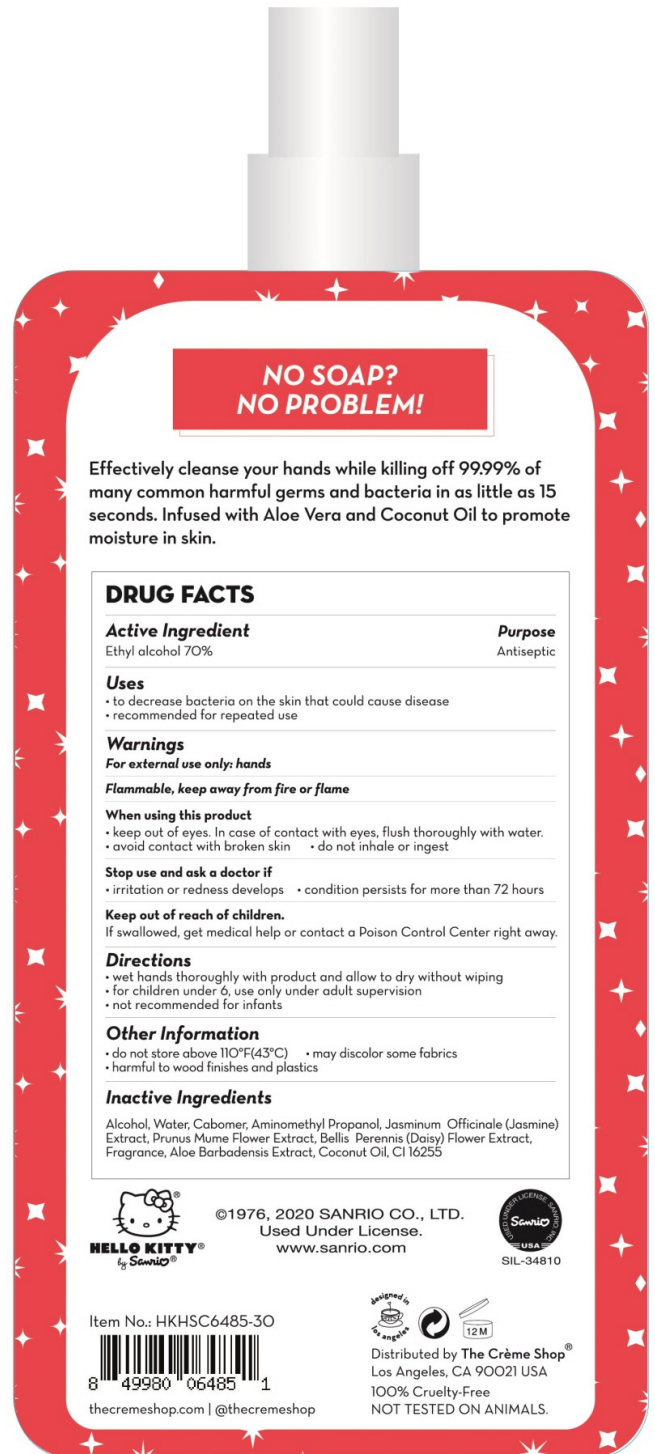 NO SOAP?
NO PROBLEM!
Effectively cleanse your hands while killing off 99.99% of
many common harmful germs and bacteria in as little as 15
seconds. Infused with Aloe Vera and Coconut Oil to promote
moisture in skin.
DRUG FACTS
Active Ingredient Purpose
Ethyl alcohol 70% Antiseptic
Uses
• to decrease bacteria on the skin that could cause disease
• recommended for repeated use
Warnings
For external use only: hands
Flammable, keep away from fire or flame
When using this product
• keep out of eyes. In case of contact with eyes, flush thoroughly with water.
• avoid contact with broken skin • do not inhale or ingest
Stop use and ask a doctor if
• irritation or redness develops • condition persists for more than 72 hours
Keep out of reach of children.
If swallowed, get medical help or contact a Poison Control Center right away.
Directions
• wet hands thoroughly with product and allow to dry without wiping
• for children under 6, use only under adult supervision
• not recommended for infants
Other Information
• do not store above 110ºF(43ºC) • may discolor some fabrics
• harmful to wood finishes and plastics
Inactive Ingredients
Alcohol, Water, Cabomer, Aminomethyl Propanol, Jasminum Officinale (Jasmine)
Extract, Prunus Mume Flower Extract, Bellis Perennis (Daisy) Flower Extract,
Fragrance, Aloe Barbadensis Extract, Coconut Oil, CI 16255
HELLO KITTY®
by Sanrio®
©1976, 2020 SANRIO CO., LTD.
Used Under License.
www.sanrio.com
USED UNDER LICENSE SANRIO INC.
Sanrio
USA
SIL-34810
Item No.: HKHSC6485-30
8 49980 06485 1
thecremeshop.com | @thecremeshop
designed in
los angeles
12 M
Distributed by The Crème Shop®
Los Angeles, CA 90021 USA
100% Cruelty-Free
NOT TESTED ON ANIMALS.